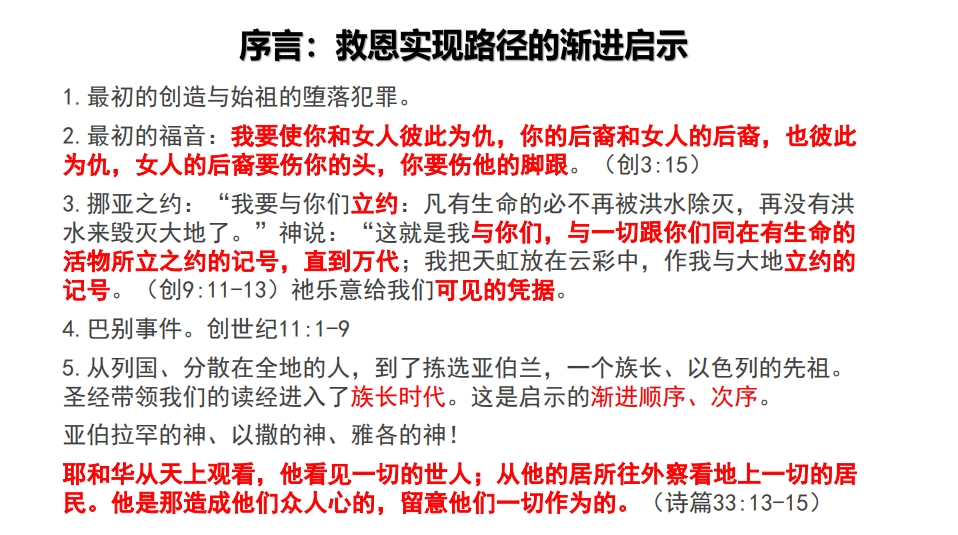 序言：救恩实现路径的渐进启示
1.最初的创造与始祖的堕落犯罪。
2.最初的福音：我要使你和女人彼此为仇，你的后裔和女人的后裔，也彼此
为仇，女人的后裔要伤你的头，你要伤他的脚跟。（创3:15）
3.挪亚之约：“我要与你们立约：凡有生命的必不再被洪水除灭，再没有洪
水来毁灭大地了。”神说：“这就是我与你们，与一切跟你们同在有生命的
活物所立之约的记号，直到万代；我把天虹放在云彩中，作我与大地立约的
记号。（创9:11-13）祂乐意给我们可见的凭据。
4.巴别事件。创世纪11:1-9
5.从列国、分散在全地的人，到了拣选亚伯兰，一个族长、以色列的先祖。
圣经带领我们的读经进入了族长时代。这是启示的渐进顺序、次序。
亚伯拉罕的神、以撒的神、雅各的神！
耶和华从天上观看，他看见一切的世人；从他的居所往外察看地上一切的居
民。他是那造成他们众人心的，留意他们一切作为的。（诗篇33:13-15）